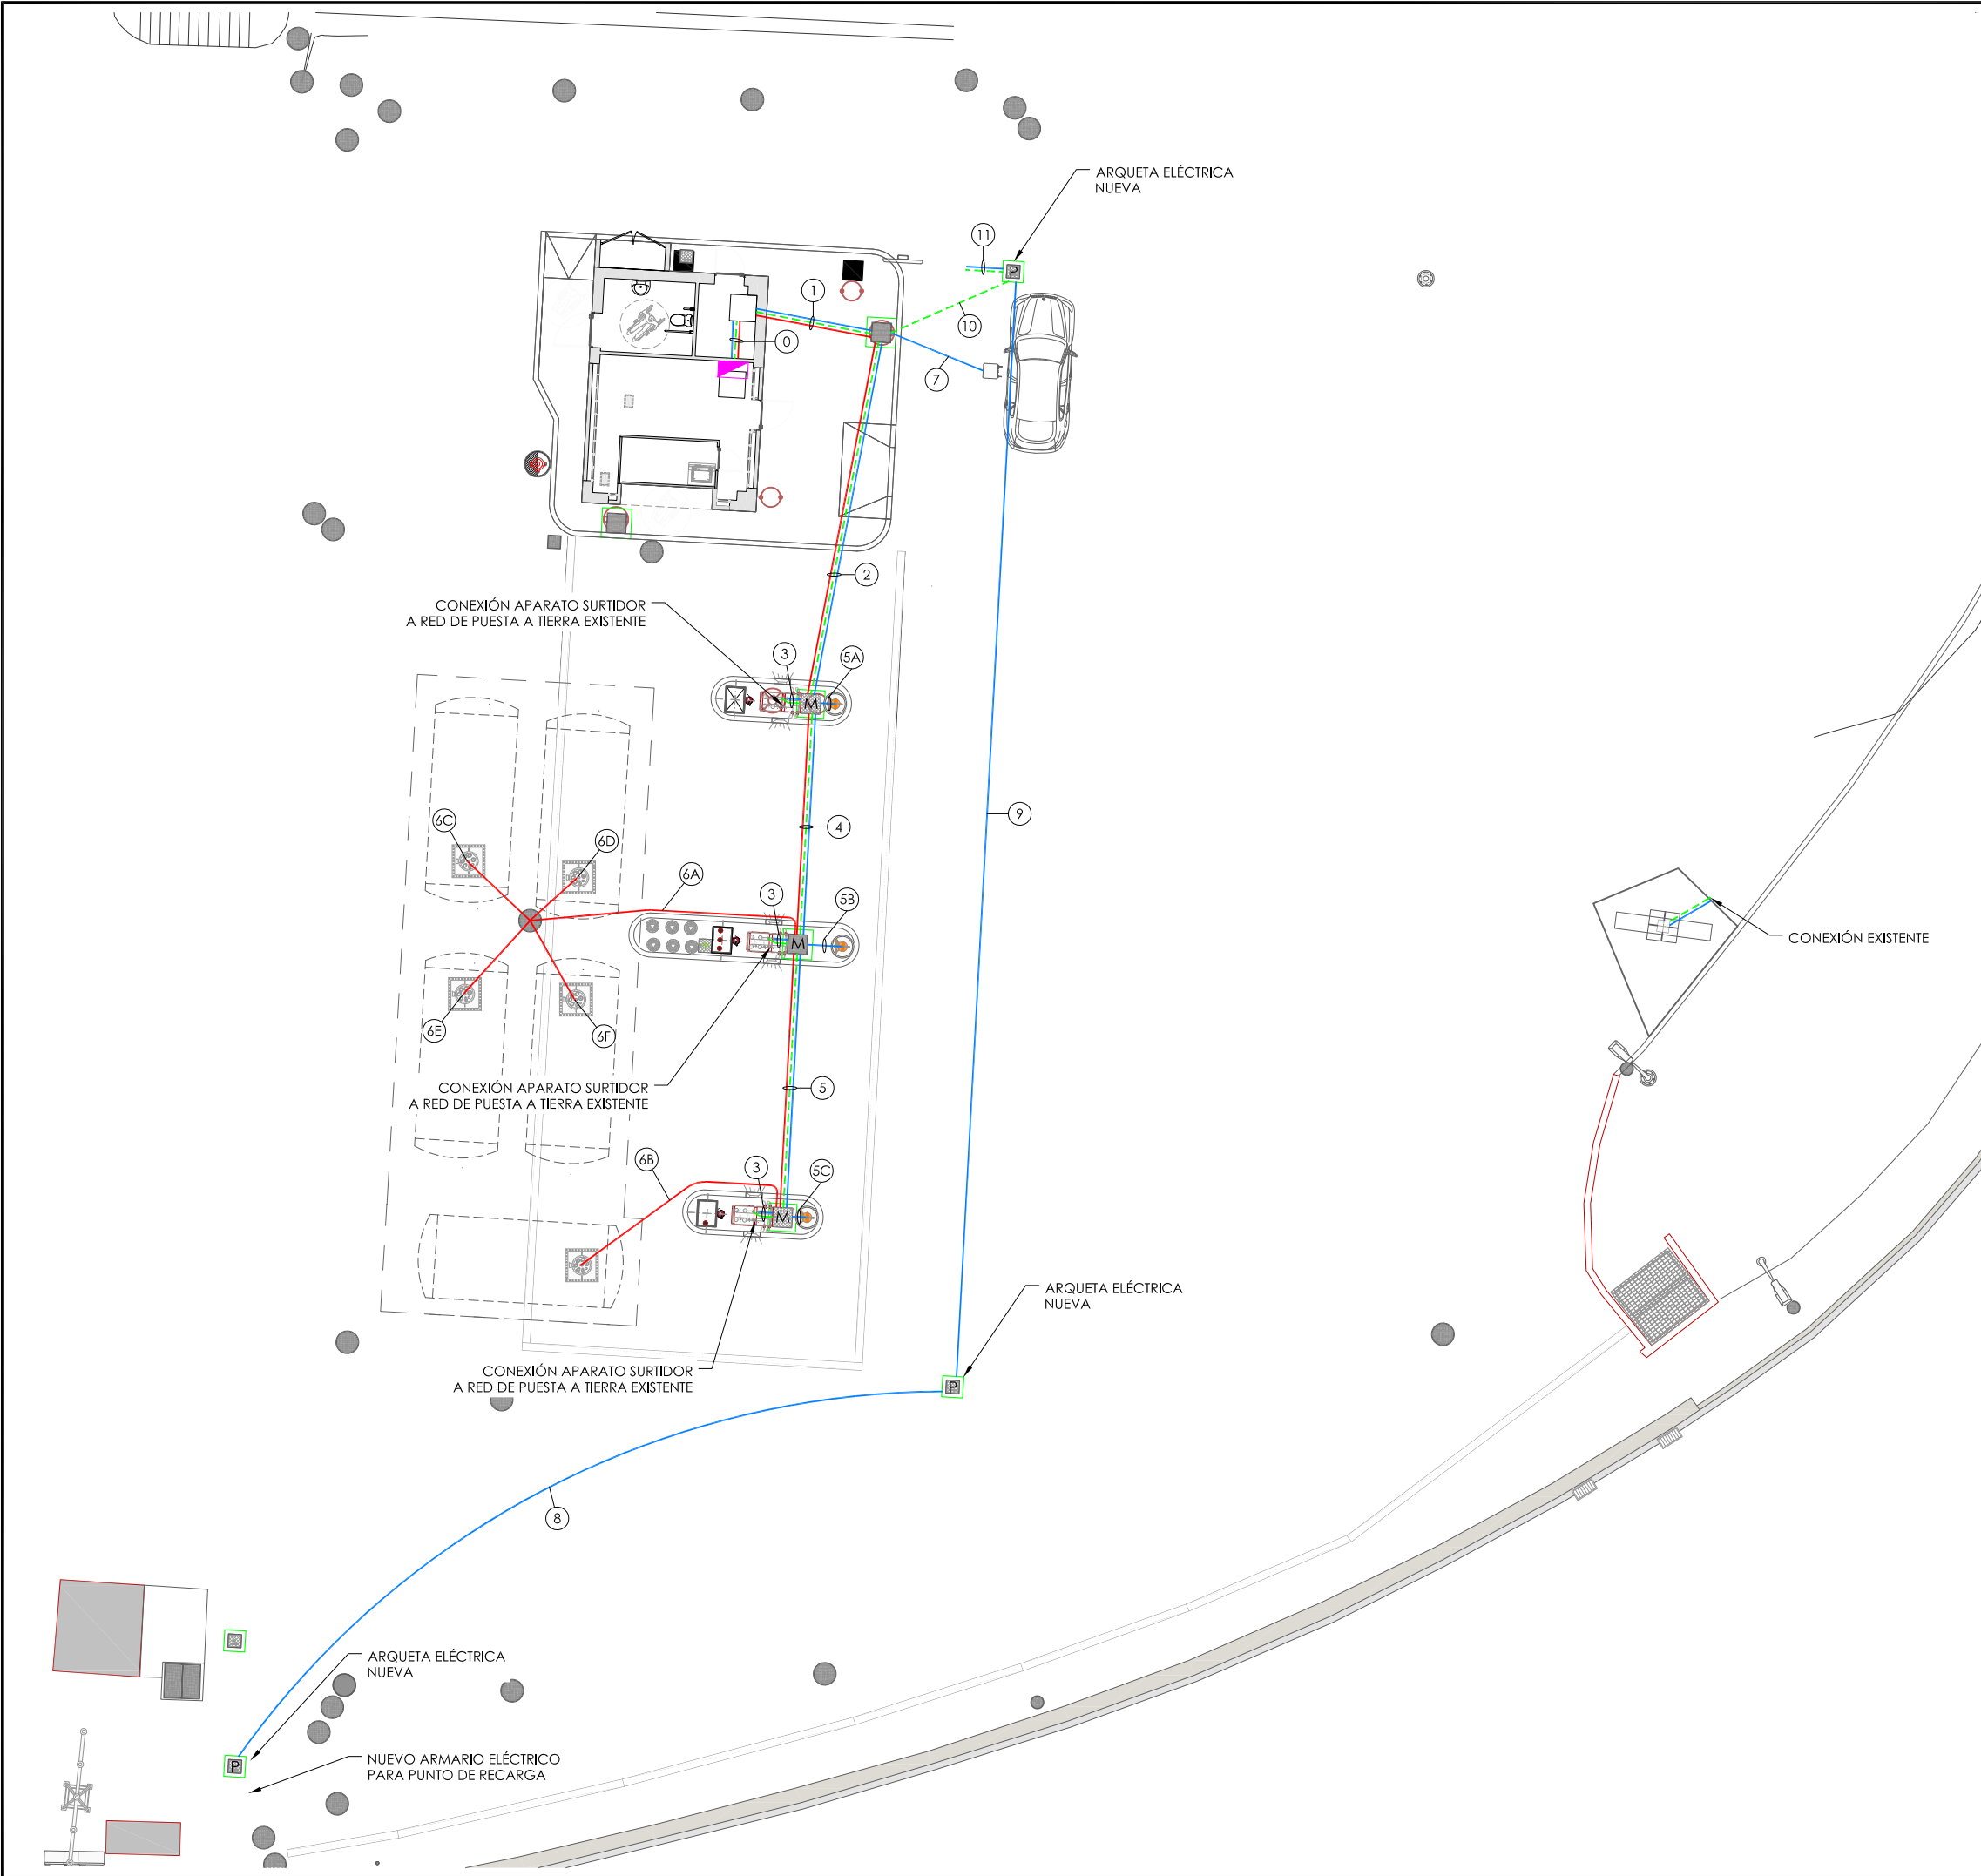 ARQUETA ELÉCTRICA
NUEVA
11
P
1
10
0
7
2
CONEXIÓN APARATO SURTIDOR
A RED DE PUESTA A TIERRA EXISTENTE
3
5A
M
4
9
6C
6D
6A
3
5B
M
CONEXIÓN EXISTENTE
6E
6F
CONEXIÓN APARATO SURTIDOR
A RED DE PUESTA A TIERRA EXISTENTE
5
6B
3
5C
M
ARQUETA ELÉCTRICA
NUEVA
CONEXIÓN APARATO SURTIDOR
A RED DE PUESTA A TIERRA EXISTENTE
P
8
ARQUETA ELÉCTRICA
NUEVA
P
NUEVO ARMARIO ELÉCTRICO
PARA PUNTO DE RECARGA